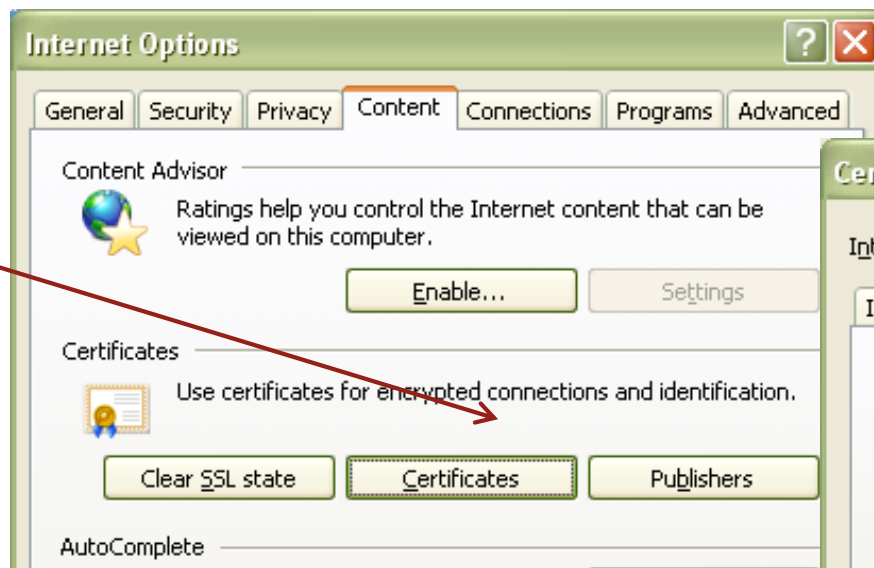 Internet Options
General Security Privacy Content Connections Programs Advanced
Content Advisor
Ratings help you control the Internet content that can be
viewed on this computer.
Enable... Settings
Certificates
Use certificates for encrypted connections and identification.
Clear SSL state Certificates Publishers
AutoComplete